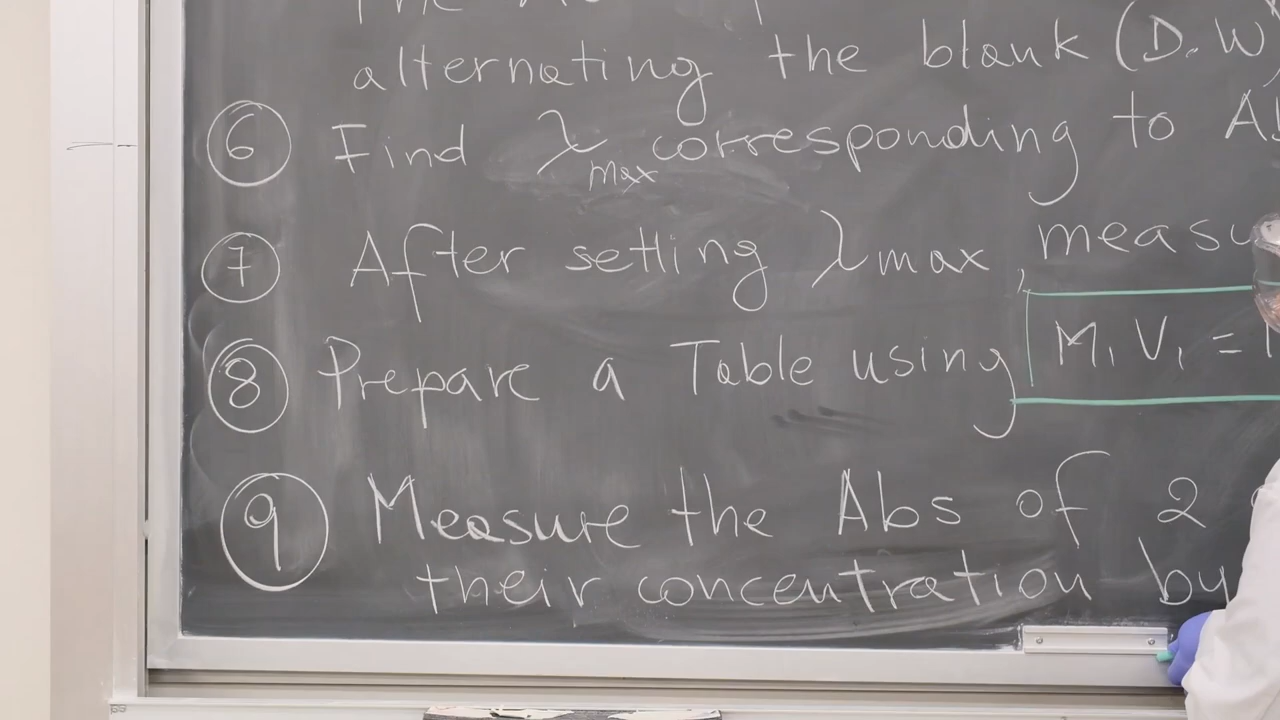 alternating the blank (D.W)
6 Find λmax corresponding to
7 After setting λmax,
8 Prepare a Table using M₁V₁ =
9 Measure the Abs of 2
their concentration by